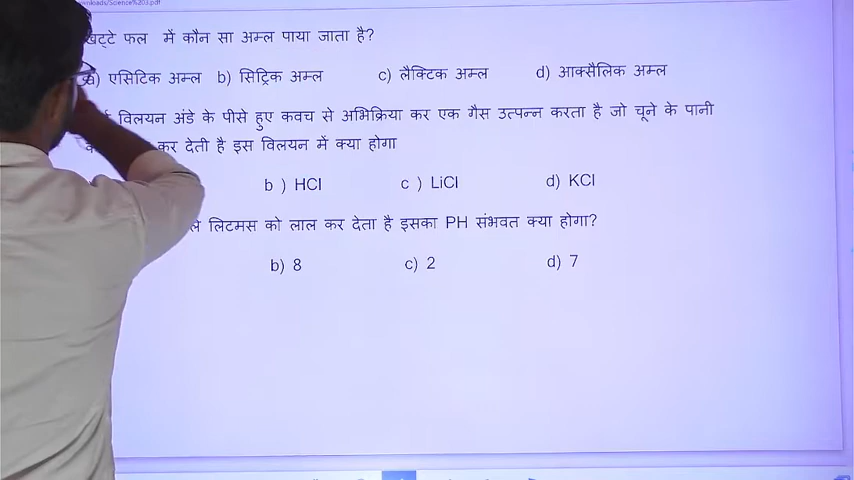 wnloads/Science%203.pdf
खट्टे फल में कौन सा अम्ल पाया जाता है?
a) एसिटिक अम्ल b) सिट्रिक अम्ल c) लैक्टिक अम्ल d) आक्सैलिक अम्ल
विलयन अंडे के पीसे हुए कवच से अभिक्रिया कर एक गैस उत्पन्न करता है जो चूने के पानी
कर देती है इस विलयन में क्या होगा
b ) HCl c ) LiCl d) KCl
लिटमस को लाल कर देता है इसका PH संभवत क्या होगा?
b) 8 c) 2 d) 7